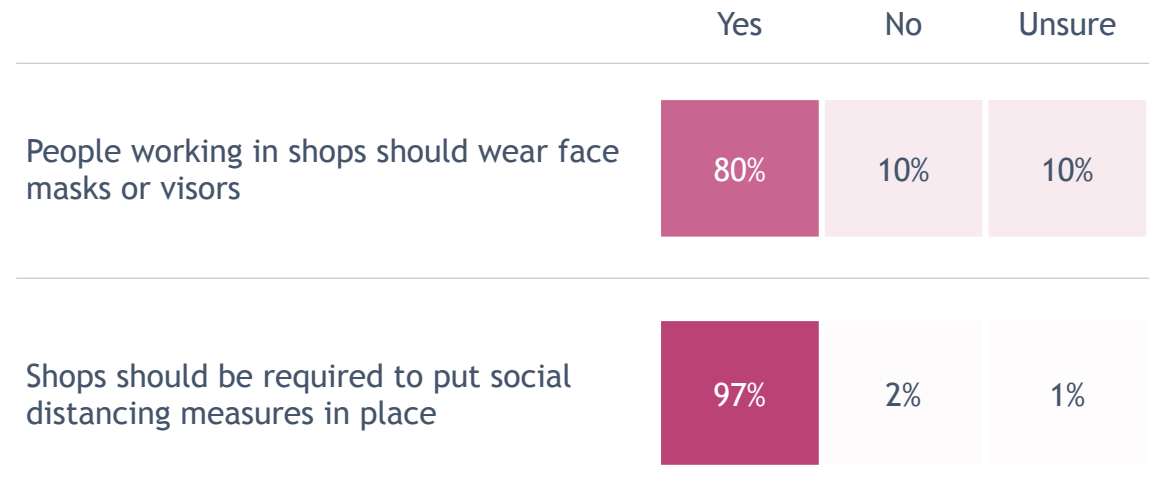 Yes No Unsure
People working in shops should wear face
masks or visors
80% 10% 10%
Shops should be required to put social
distancing measures in place
97% 2% 1%